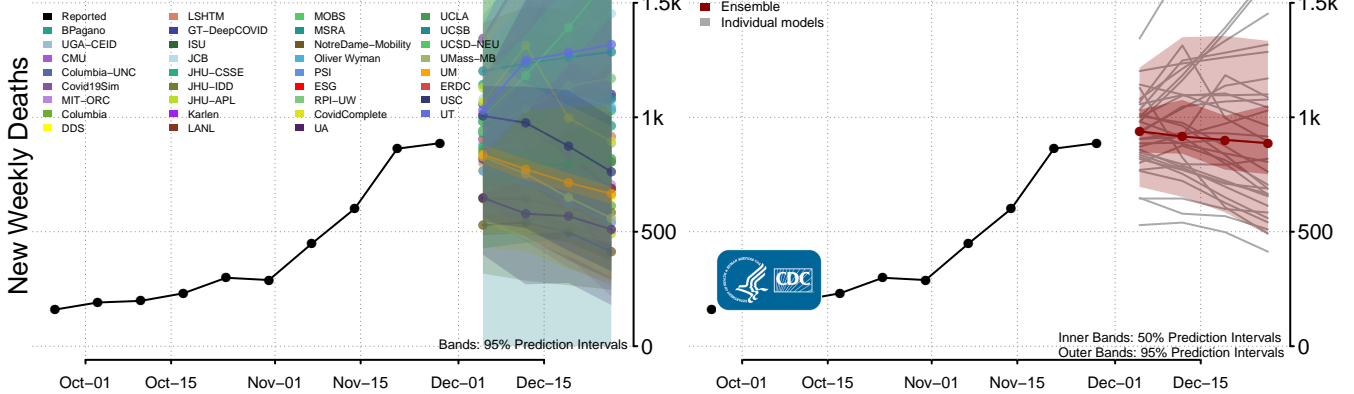 New Weekly Deaths
Reported
BPagano
UGA−CEID
CMU
Columbia−UNC
Covid19Sim
MIT−ORC
Columbia
DDS
LSHTM
GT−DeepCOVID
ISU
JCB
JHU−CSSE
JHU−IDD
JHU−APL
Karlen
LANL
MOBS
MSRA
NotreDame−Mobility
Oliver Wyman
PSI
ESG
RPI−UW
CovidComplete
UA
UCLA
UCSB
UCSD−NEU
UMass−MB
UM
ERDC
USC
UT
1.5k
1k
500
0
Bands: 95% Prediction Intervals
Oct−01
Oct−15
Nov−01
Nov−15
Dec−01
Dec−15
Ensemble
Individual models
CDC
1.5k
1k
500
0
Inner Bands: 50% Prediction Intervals
Outer Bands: 95% Prediction Intervals
Oct−01
Oct−15
Nov−01
Nov−15
Dec−01
Dec−15